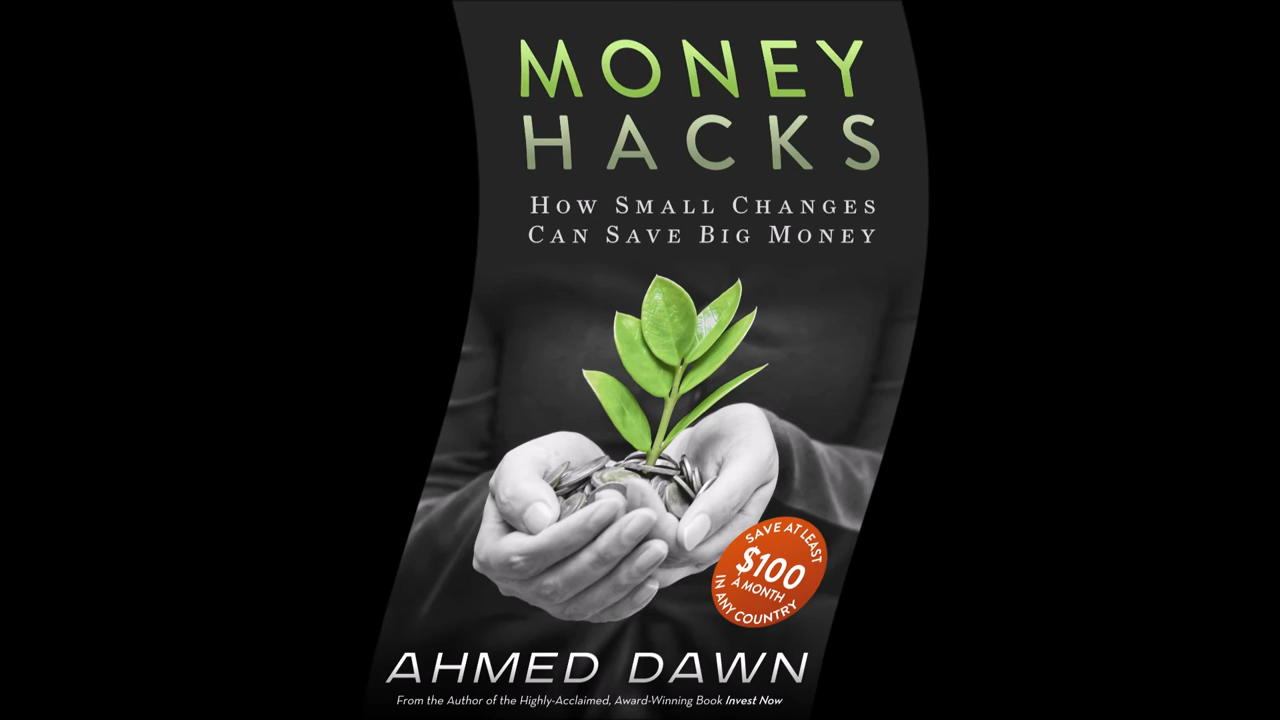 MONEY
HACKS
How Small Changes
Can Save Big Money
SAVE AT LEAST
$100
A MONTH
IN ANY COUNTRY
AHMED DAWN
From the Author of the Highly-Acclaimed, Award-Winning Book Invest Now